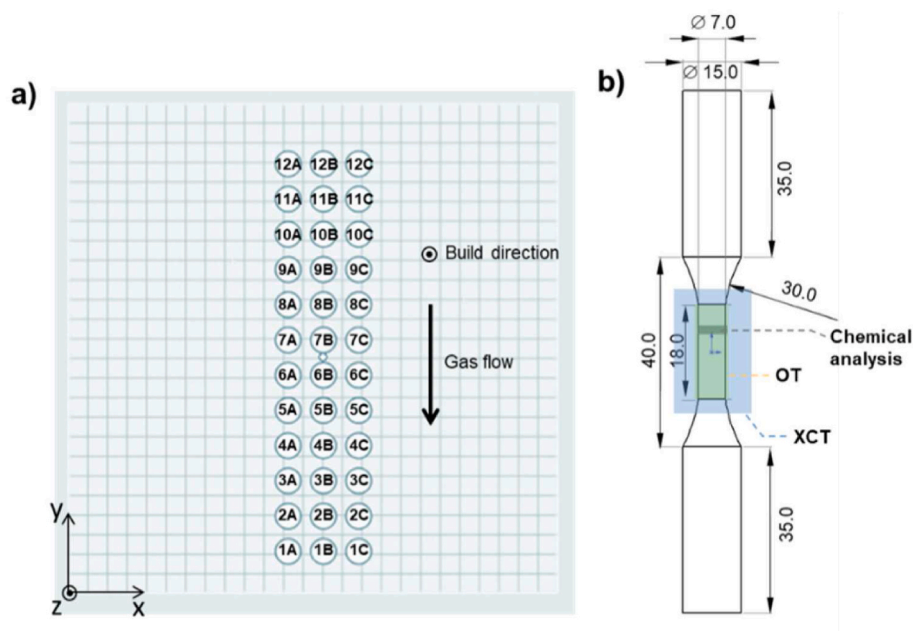 a)
12A 12B 12C
11A 11B 11C
10A 10B 10C
9A 9B 9C
8A 8B 8C
7A 7B 7C
6A 6B 6C
5A 5B 5C
4A 4B 4C
3A 3B 3C
2A 2B 2C
1A 1B 1C
Build direction
Gas flow
y
z
x
b)
∅ 7.0
∅ 15.0
35.0
30.0
40.0
18.0
Chemical
analysis
OT
XCT
35.0